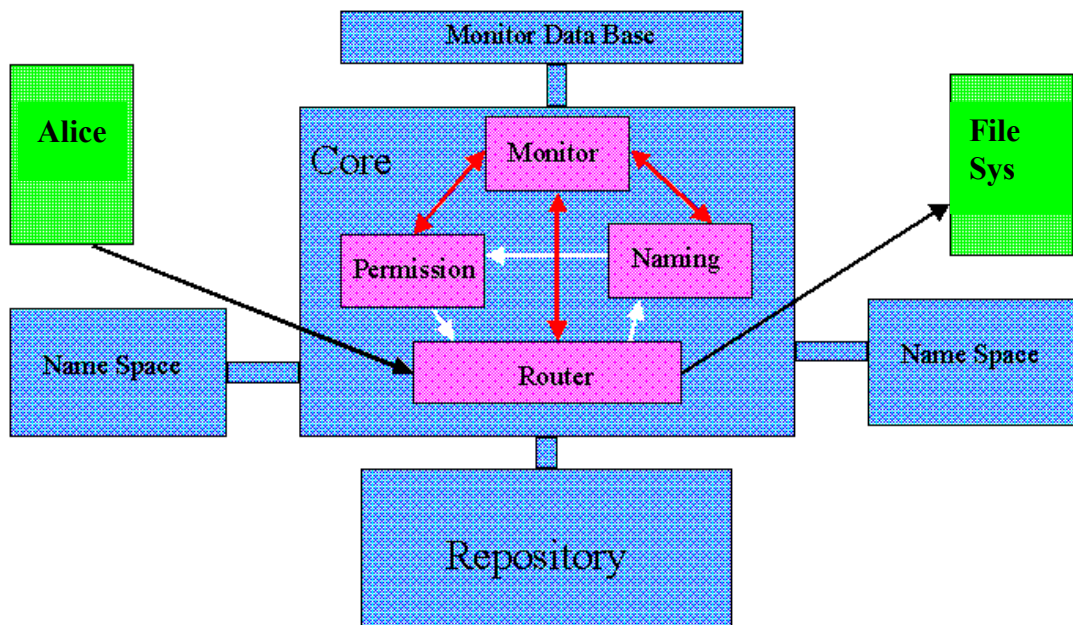 Monitor Data Base
Alice
File
Sys
Core
Monitor
Permission
Naming
Name Space
Router
Name Space
Repository